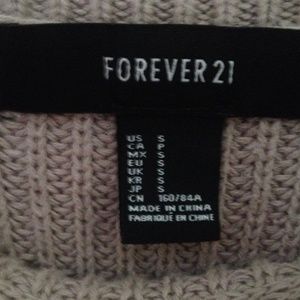 FOREVER 21
US S
CA P
MX S
EU S
UK S
KR S
JP S
CN 160/84A
MADE IN CHINA
FABRIQUÉ EN CHINE